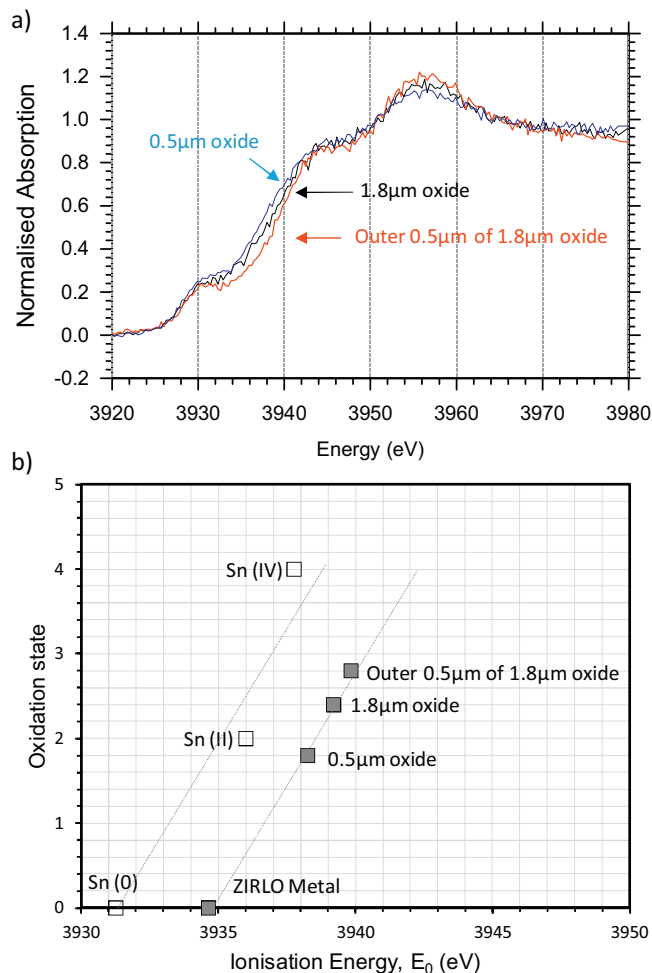 a)
1.4
1.2
1.0
0.8
0.6
0.4
0.2
0.0
-0.2
Normalised Absorption
0.5μm oxide
1.8μm oxide
Outer 0.5μm of 1.8μm oxide
3920 3930 3940 3950 3960 3970 3980
Energy (eV)
b)
5
4
3
2
1
0
Oxidation state
Sn (IV)
Outer 0.5μm of 1.8μm oxide
1.8μm oxide
Sn (II)
0.5μm oxide
Sn (0)
ZIRLO Metal
3930 3935 3940 3945 3950
Ionisation Energy, E₀ (eV)